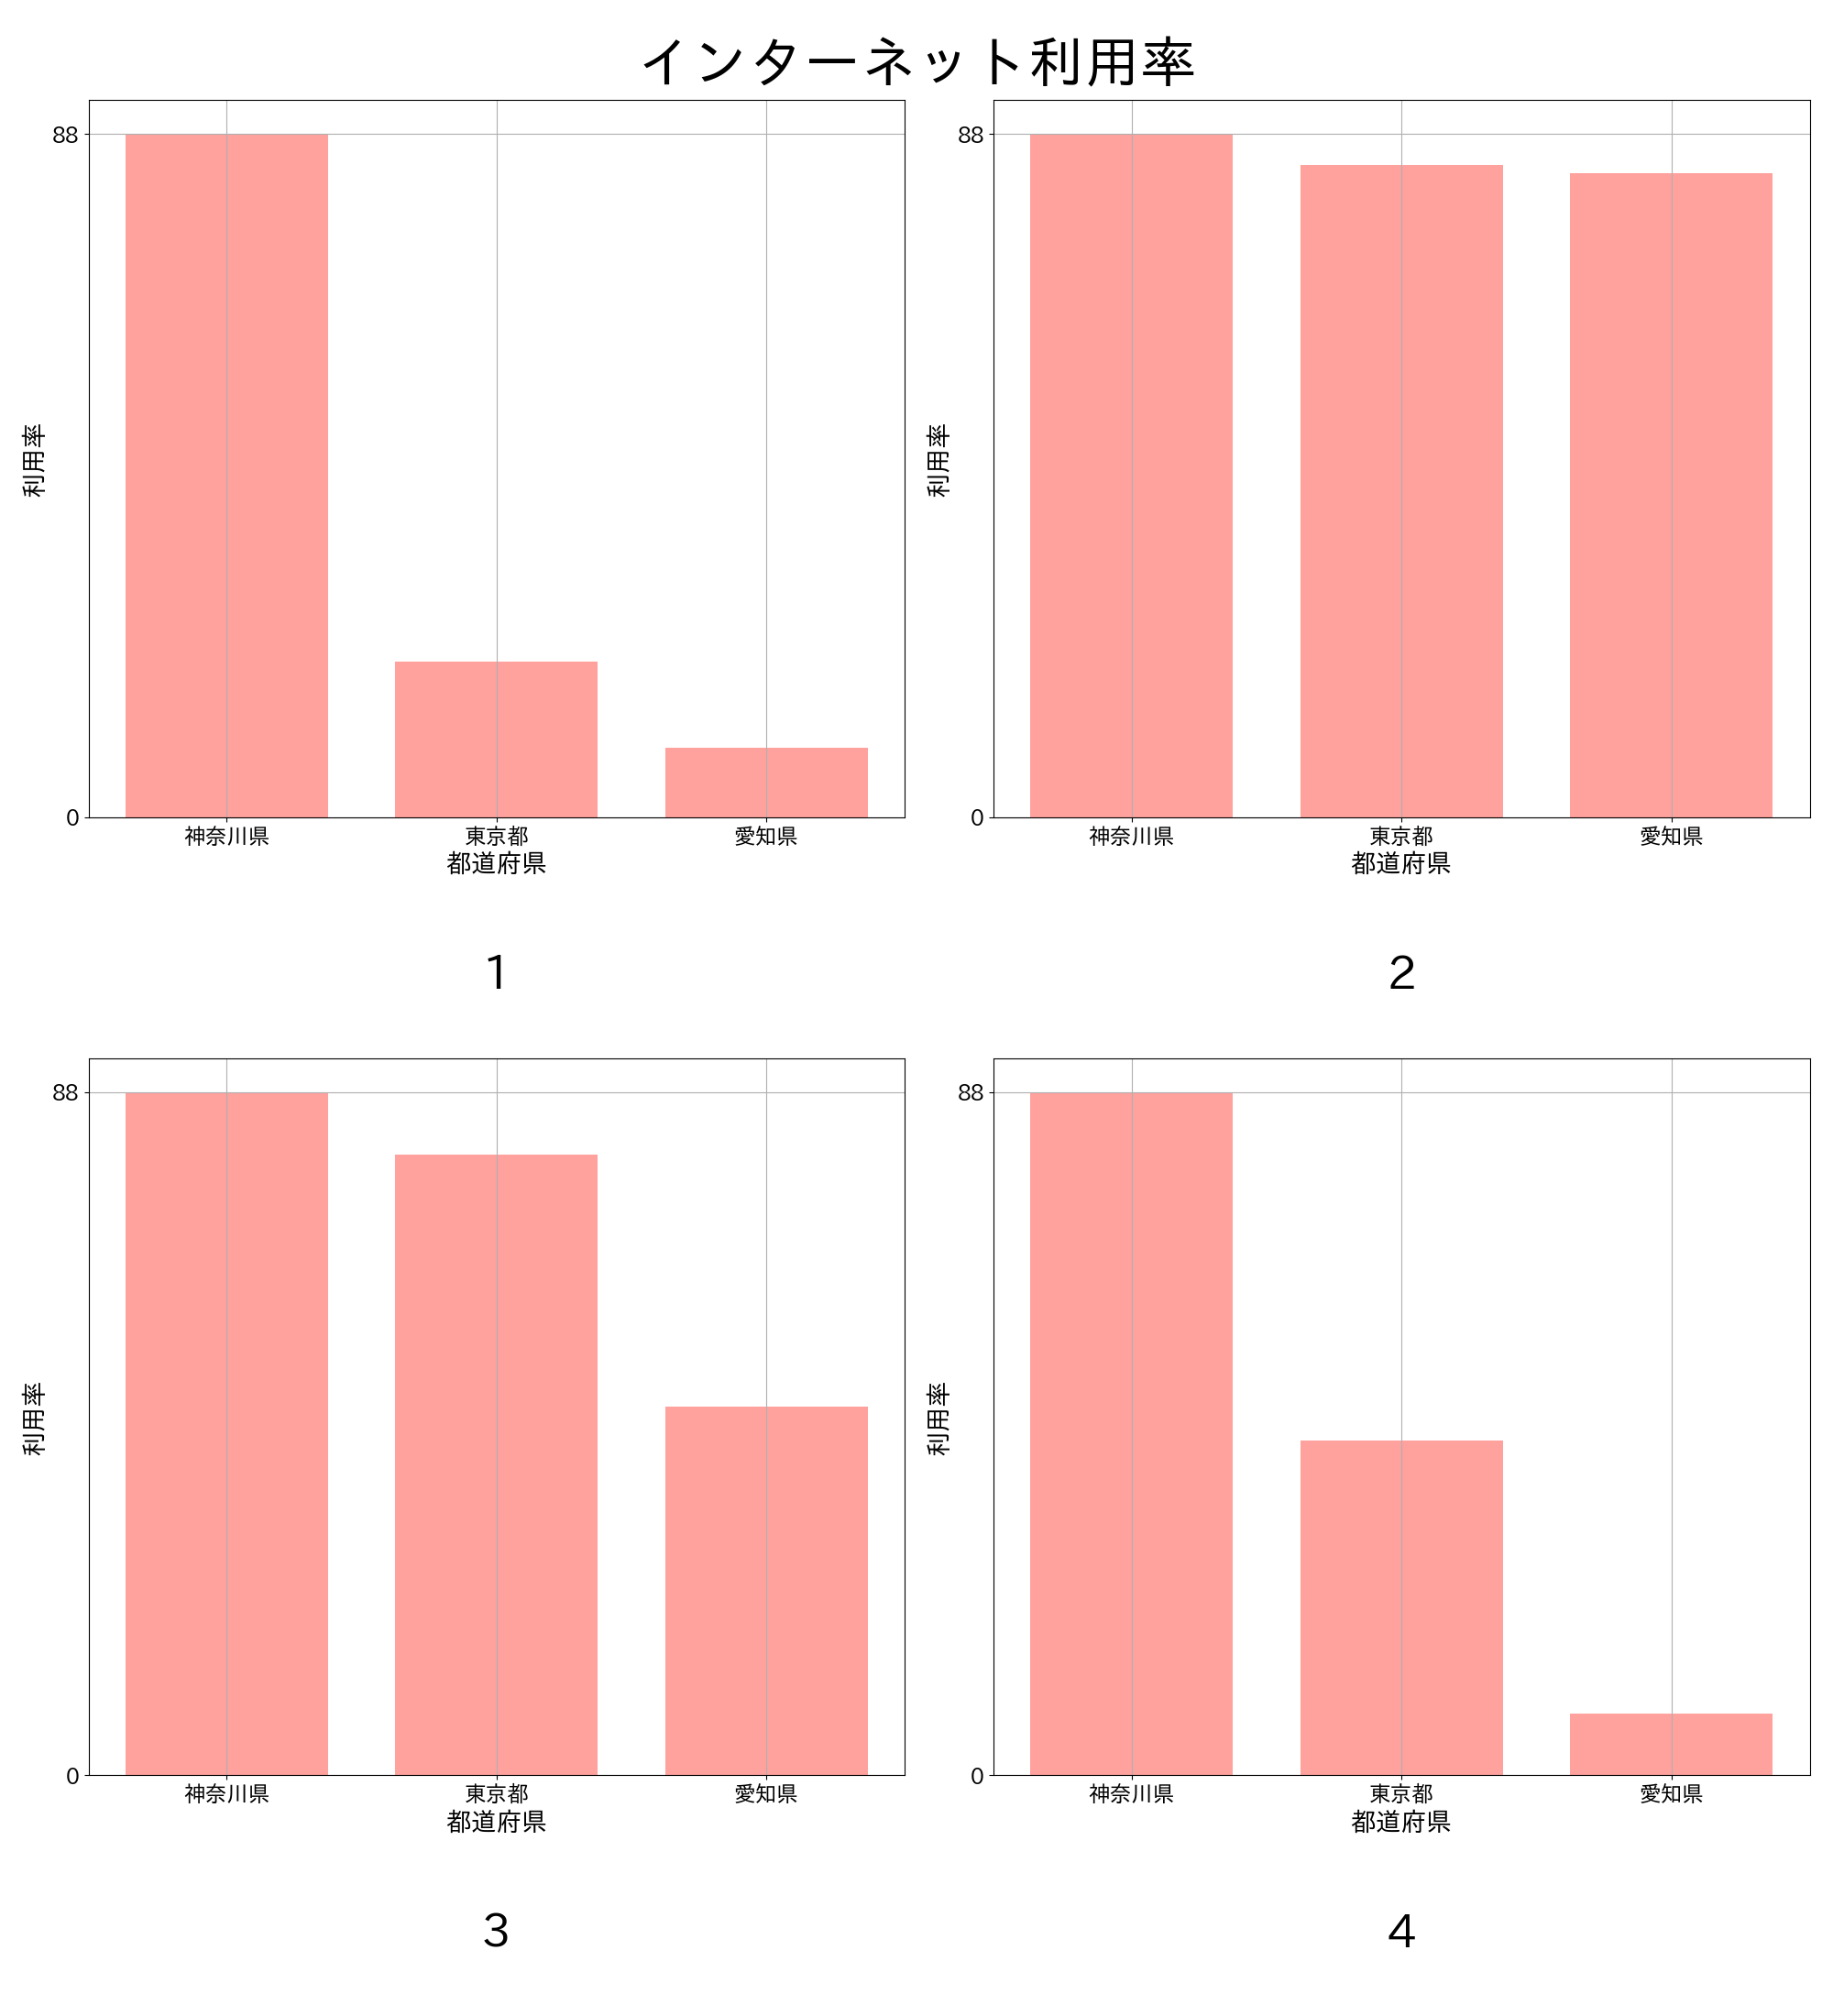 インターネット利用率
88
0
利用率
神奈川県 東京都 愛知県
都道府県
1
88
0
利用率
神奈川県 東京都 愛知県
都道府県
2
88
0
利用率
神奈川県 東京都 愛知県
都道府県
3
88
0
利用率
神奈川県 東京都 愛知県
都道府県
4